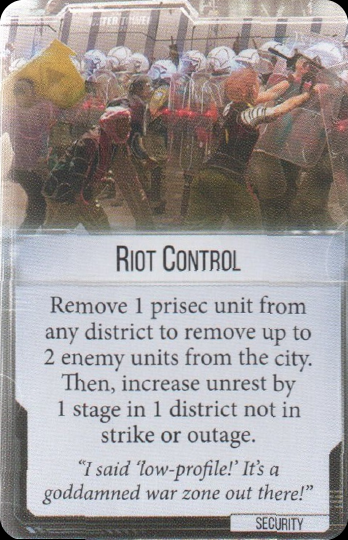 RIOT CONTROL
Remove 1 prisec unit from
any district to remove up to
2 enemy units from the city.
Then, increase unrest by
1 stage in 1 district not in
strike or outage.
“I said ‘low-profile!’ It’s a
goddamned war zone out there!”
SECURITY